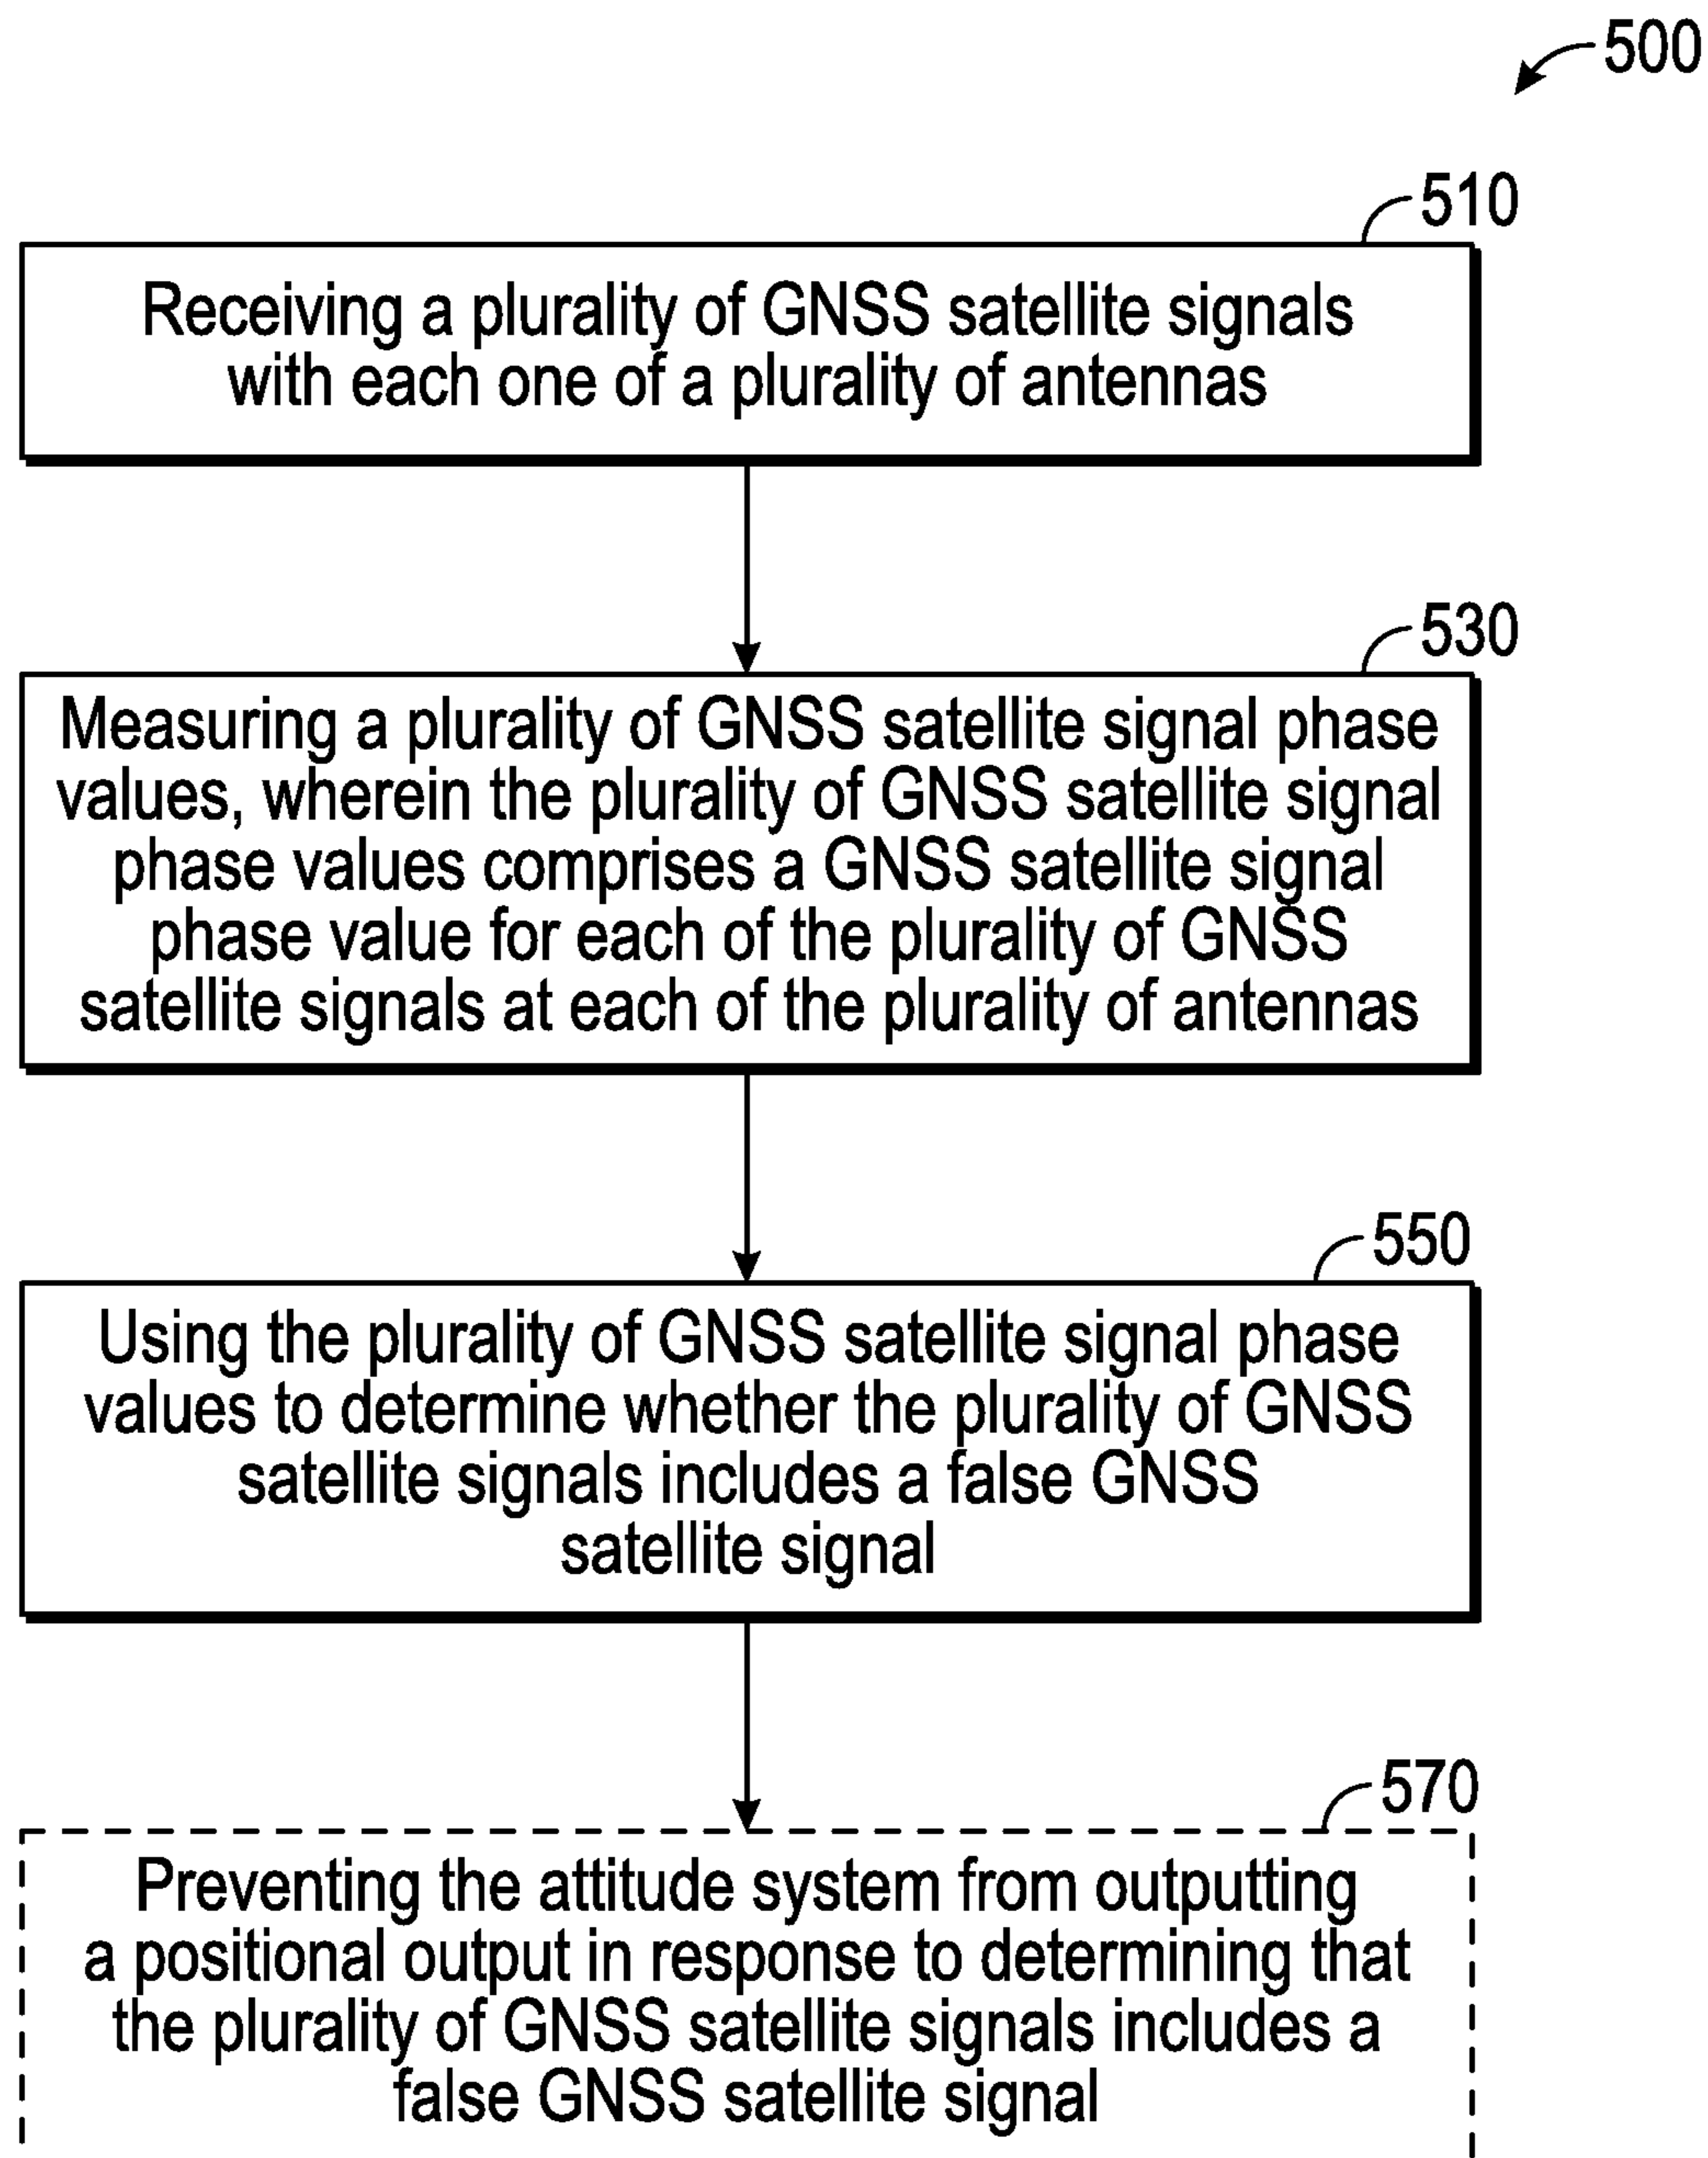 500
510
Receiving a plurality of GNSS satellite signals
with each one of a plurality of antennas
530
Measuring a plurality of GNSS satellite signal phase
values, wherein the plurality of GNSS satellite signal
phase values comprises a GNSS satellite signal
phase value for each of the plurality of GNSS
satellite signals at each of the plurality of antennas
550
Using the plurality of GNSS satellite signal phase
values to determine whether the plurality of GNSS
satellite signals includes a false GNSS
satellite signal
570
Preventing the attitude system from outputting
a positional output in response to determining that
the plurality of GNSS satellite signals includes a
false GNSS satellite signal